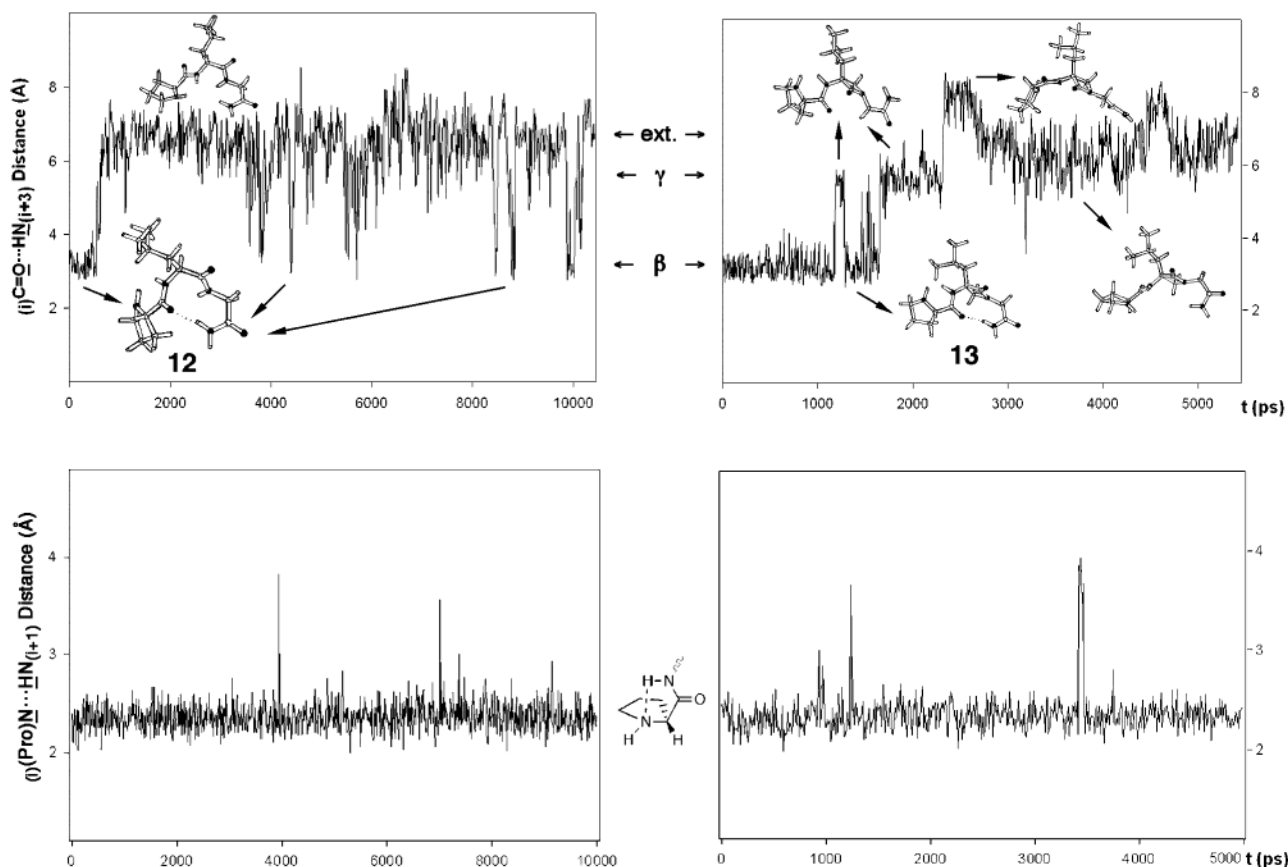 (i)C=O···HN(i+3) Distance (Å)
8
6
4
2
12
0 2000 4000 6000 8000 10000
← ext. →
← γ →
← β →
8
6
4
2
13
0 1000 2000 3000 4000 5000 t (ps)
(i)(Pro)N···HN(i+1) Distance (Å)
4
3
2
0 2000 4000 6000 8000 10000
H–N
O
N
H H
4
3
2
0 1000 2000 3000 4000 5000 t (ps)